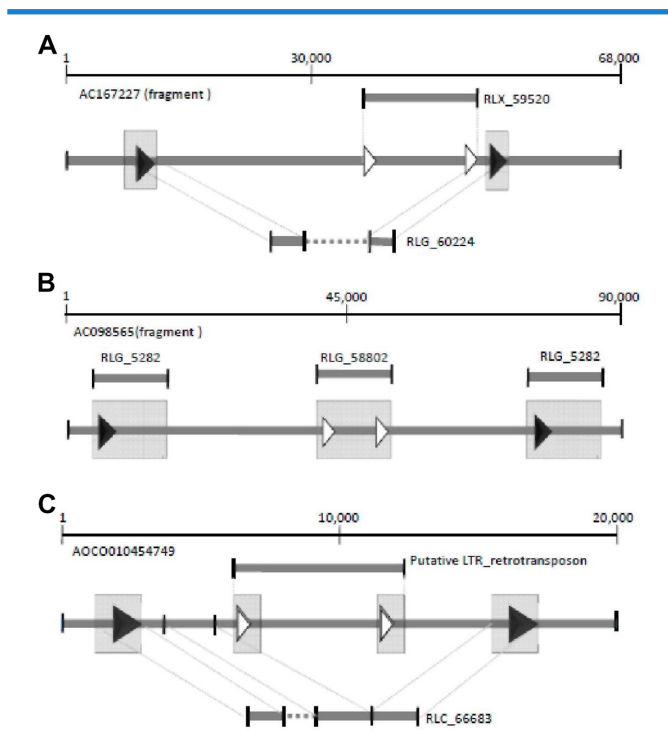 A
1 30,000 68,000
AC167227 (fragment )
RLX_59520
RLG_60224
B
1 45,000 90,000
AC098565(fragment )
RLG_5282 RLG_58802 RLG_5282
C
1 10,000 20,000
AOCO010454749
Putative LTR_retrotransposon
RLC_66683